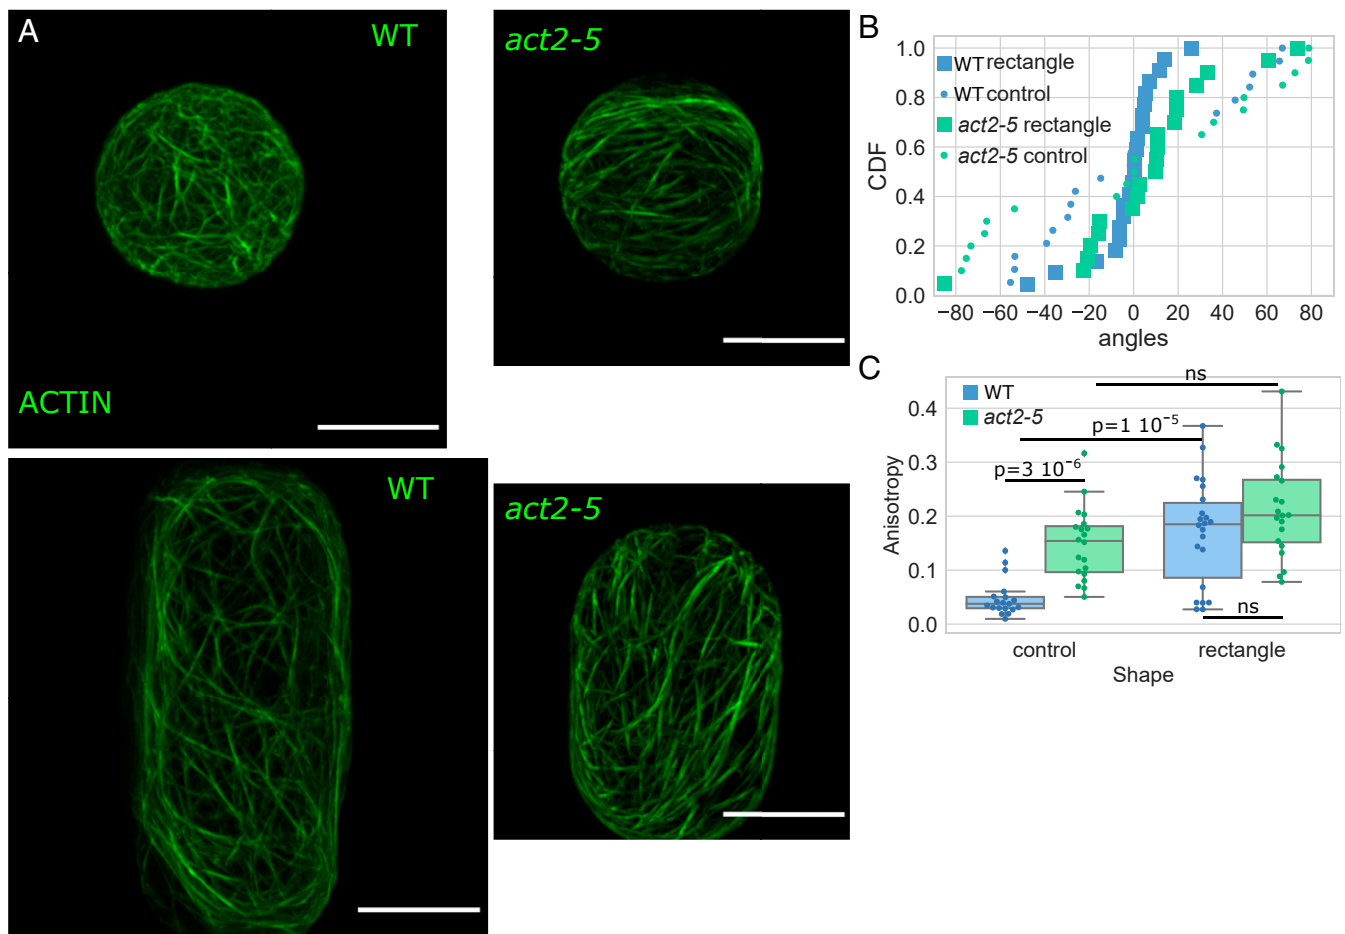 A
WT
ACTIN
act2-5
WT
act2-5
B
1.0
0.8
0.6
0.4
0.2
0.0
CDF
WT rectangle
WT control
act2-5 rectangle
act2-5 control
−80 −60 −40 −20 0 20 40 60 80
angles
C
0.4
0.3
0.2
0.1
0.0
Anisotropy
WT
act2-5
ns
p=1 10⁻⁵
p=3 10⁻⁶
ns
control rectangle
Shape